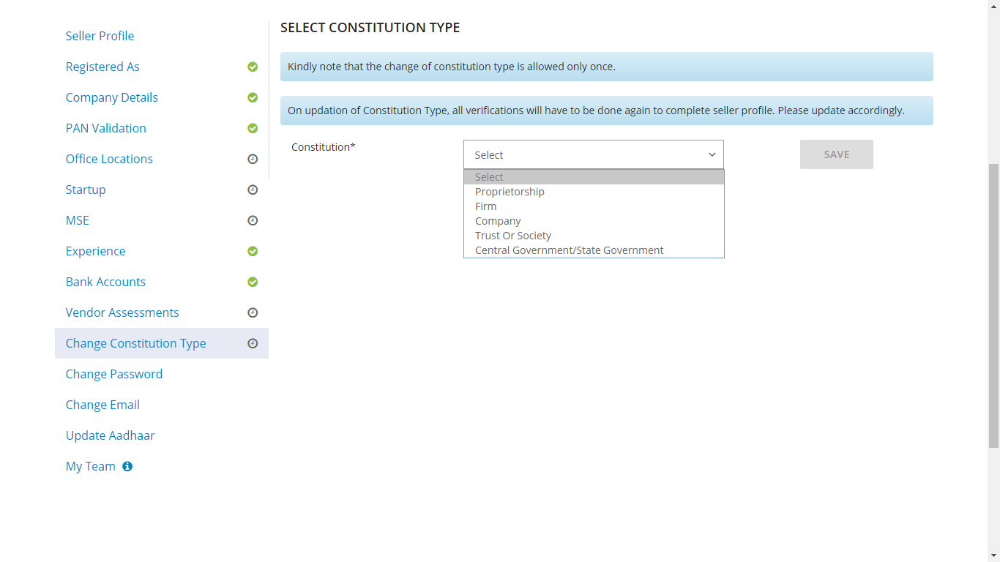 Seller Profile
Registered As
Company Details
PAN Validation
Office Locations
Startup
MSE
Experience
Bank Accounts
Vendor Assessments
Change Constitution Type
Change Password
Change Email
Update Aadhaar
My Team
SELECT CONSTITUTION TYPE
Kindly note that the change of constitution type is allowed only once.
On updation of Constitution Type, all verifications will have to be done again to complete seller profile. Please update accordingly.
Constitution*
Select
SAVE
Select
Proprietorship
Firm
Company
Trust Or Society
Central Government/State Government